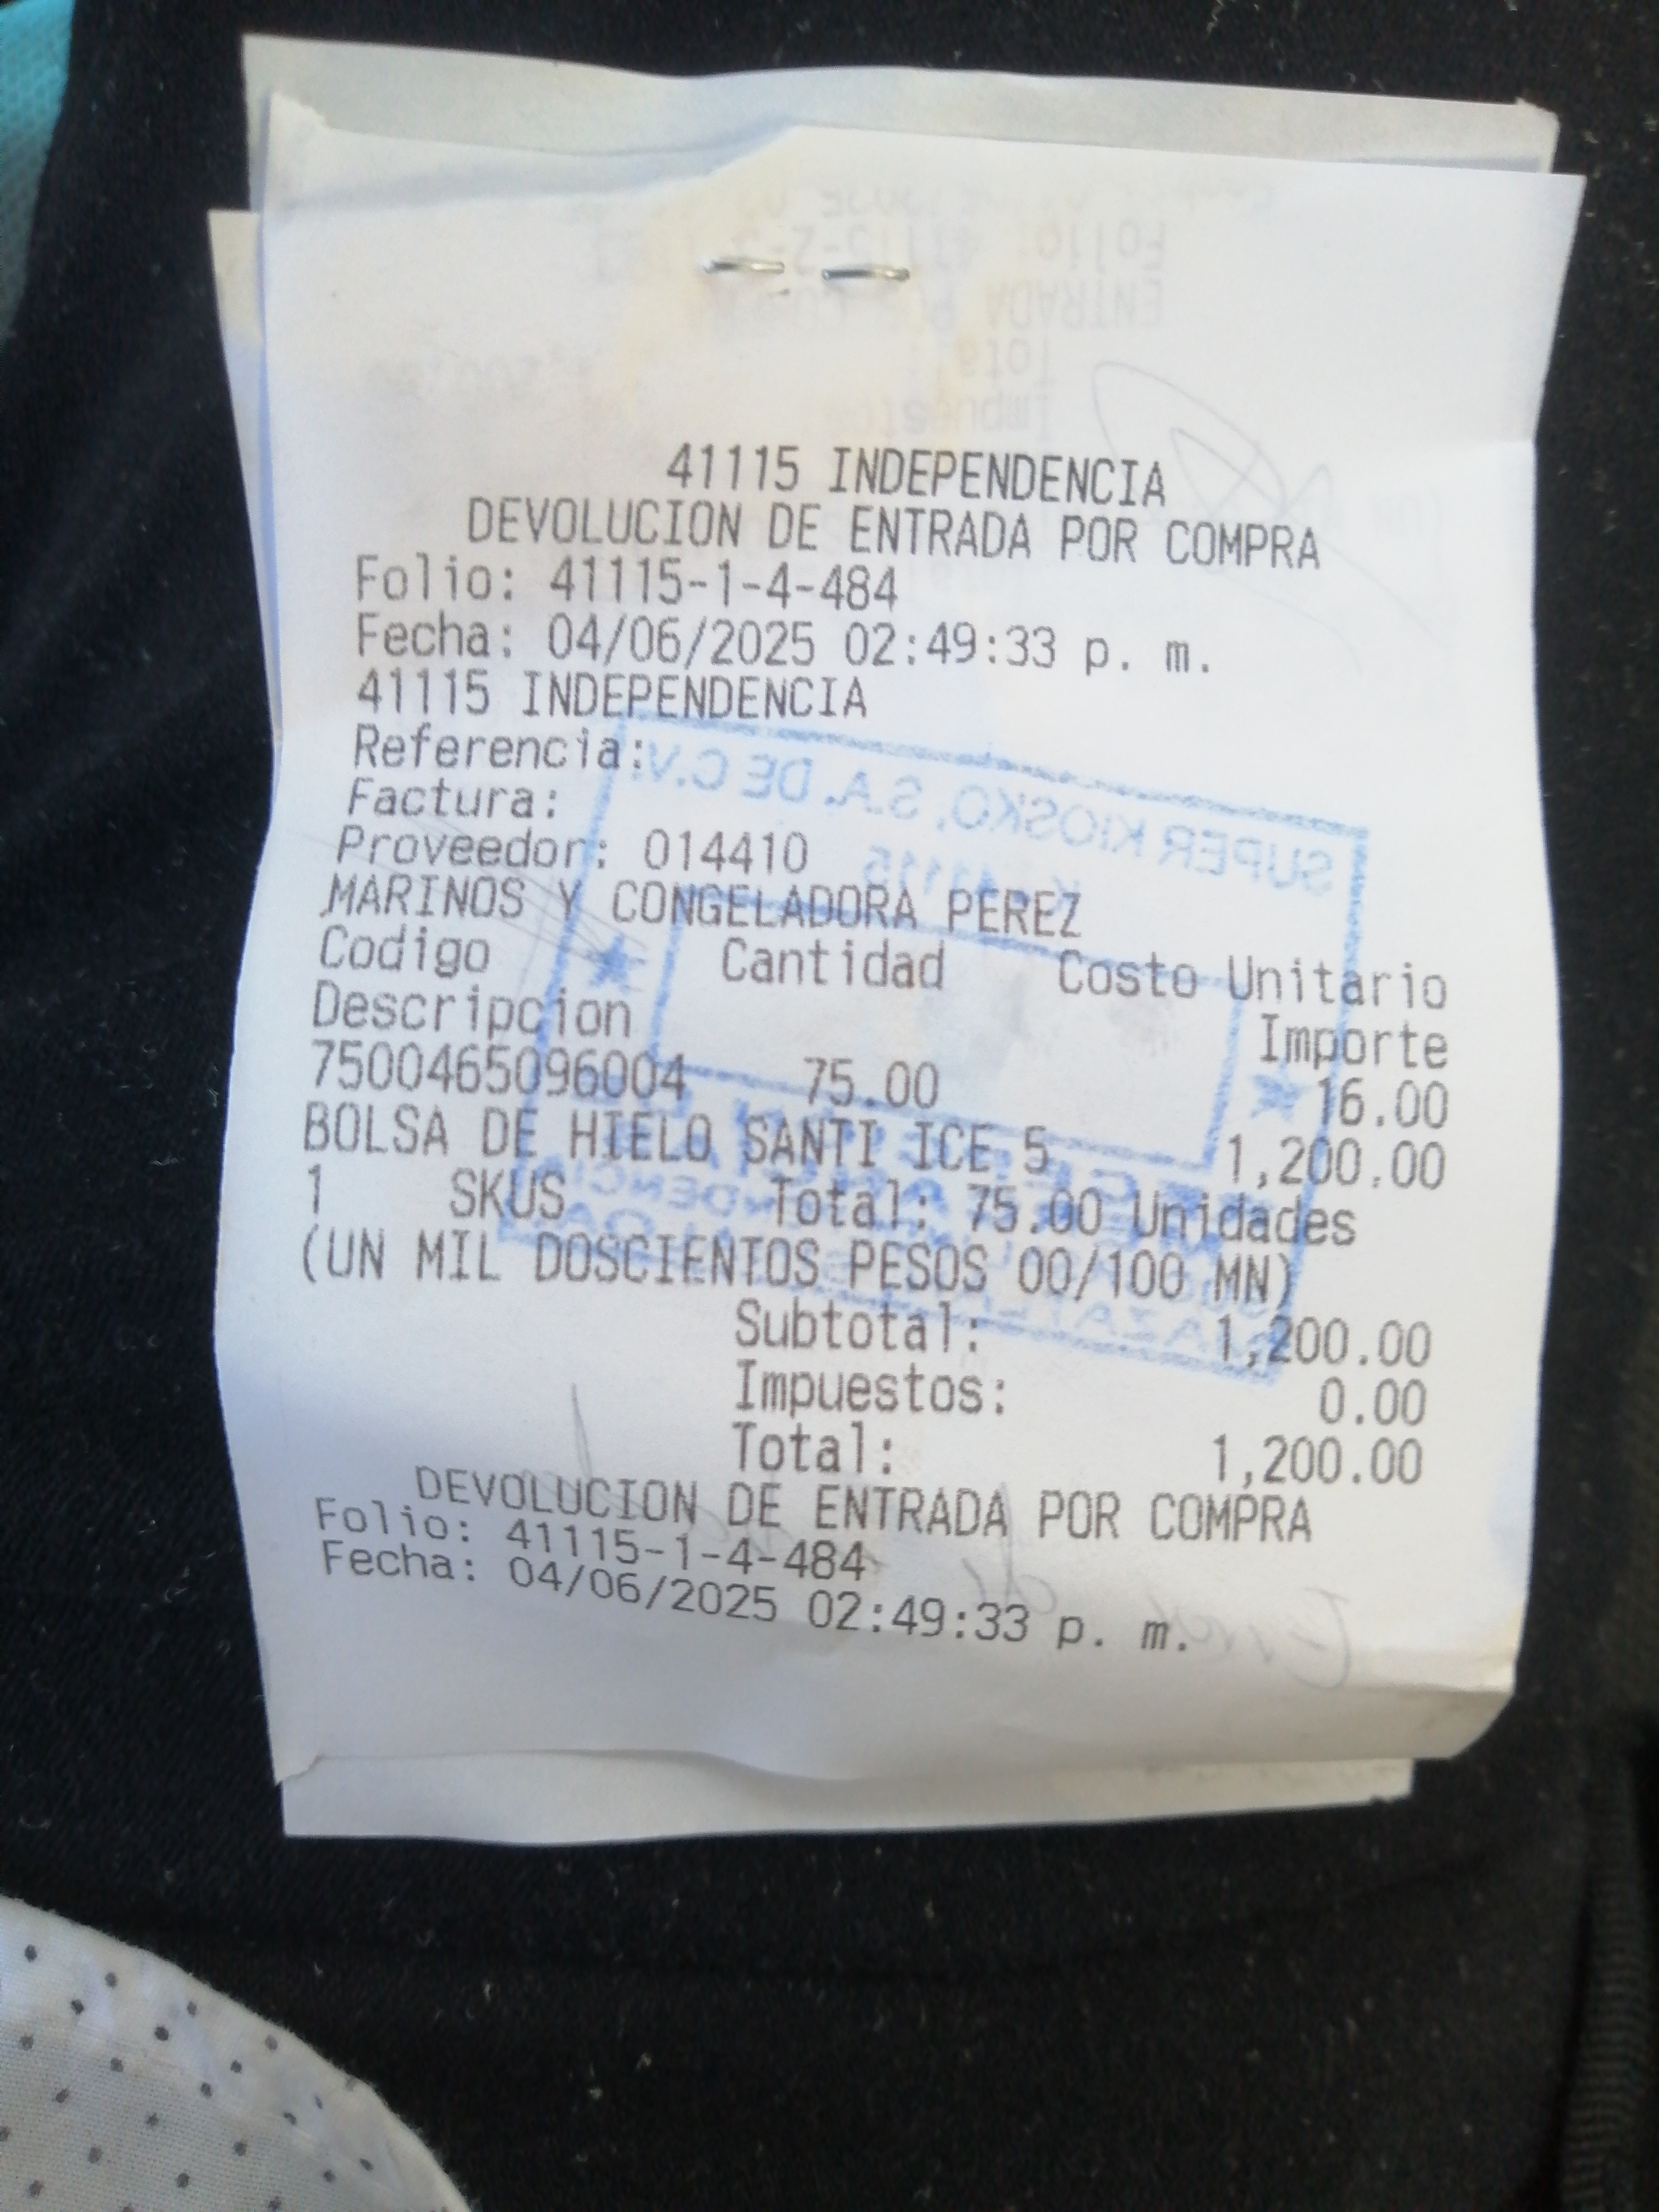 41115 INDEPENDENCIA
DEVOLUCION DE ENTRADA POR COMPRA
Folio: 41115-1-4-484
Fecha: 04/06/2025 02:49:33 p. m.
41115 INDEPENDENCIA
Referencia:
Factura:
Proveedor: 014410
MARINOS Y CONGELADORA PEREZ
Codigo Cantidad Costo Unitario
Descripcion Importe
7500465096004 75.00 16.00
BOLSA DE HIELO SANTI ICE 5 1,200.00
1 SKUS Total: 75.00 Unidades
(UN MIL DOSCIENTOS PESOS 00/100 MN)
Subtotal: 1,200.00
Impuestos: 0.00
Total: 1,200.00
DEVOLUCION DE ENTRADA POR COMPRA
Folio: 41115-1-4-484
Fecha: 04/06/2025 02:49:33 p. m.
SUPER KIOSKO, S.A. DE C.V.
41115